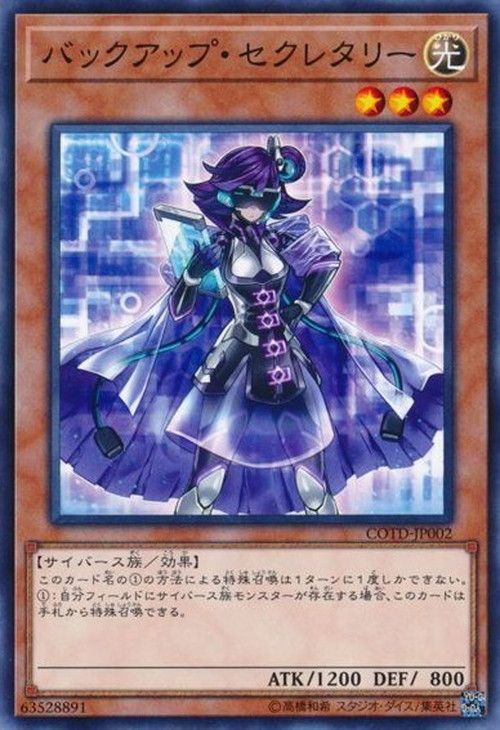 バックアップ・セクレタリー
ひかり
光
COTD-JP002
【サイバース族／効果】
このカード名の①の方法による特殊召喚は1ターンに1度しかできない。
①：自分フィールドにサイバース族モンスターが存在する場合、このカードは
手札から特殊召喚できる。
ATK/1200 DEF/ 800
63528891
©高橋和希 スタジオ・ダイス/集英社